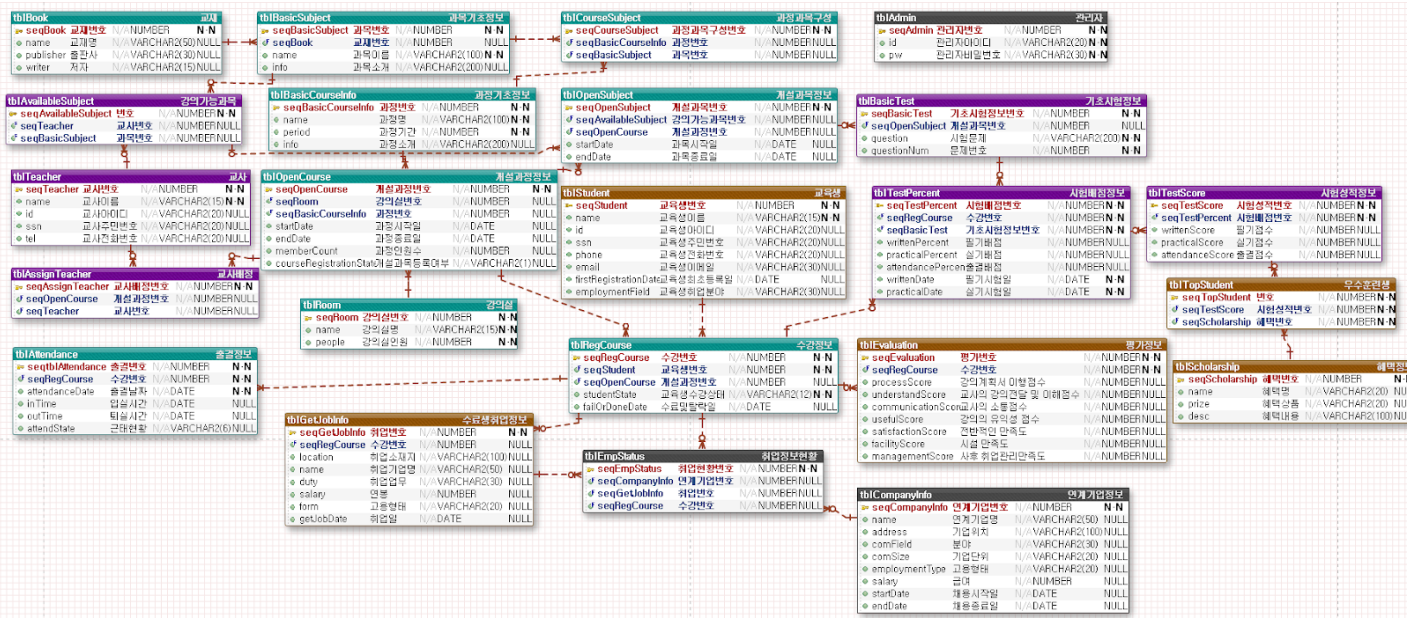 tblBook 교재
seqBook 교재번호 N/A NUMBER N-N
name 교재명 N/A VARCHAR2(50) NULL
publisher 출판사 N/A VARCHAR2(30) NULL
writer 저자 N/A VARCHAR2(15) NULL
tblBasicSubject 과목기초정보
seqBasicSubject 과목번호 N/A NUMBER N-N
seqBook 교재번호 N/A NUMBER NULL
name 과목이름 N/A VARCHAR2(100) N-N
info 과목소개 N/A VARCHAR2(200) NULL
tblCourseSubject 과정과목구성
seqCourseSubject 과정과목구성번호 N/A NUMBER N-N
seqBasicCourseInfo 과정번호 N/A NUMBER
seqBasicSubject 과목번호 N/A NUMBER
tblAdmin 관리자
seqAdmin 관리자번호 N/A NUMBER N-N
id 관리자아이디 N/A VARCHAR2(20) N-N
pw 관리자비밀번호 N/A VARCHAR2(30) N-N
tblAvailableSubject 강의가능과목
seqAvailableSubject 번호 N/A NUMBER N-N
seqTeacher 교사번호 N/A NUMBER NULL
seqBasicSubject 과목번호 N/A NUMBER NULL
tblBasicCourseInfo 과정기초정보
seqBasicCourseInfo 과정번호 N/A NUMBER N-N
name 과정명 N/A VARCHAR2(100) N-N
period 과정기간 N/A NUMBER N-N
info 과정소개 N/A VARCHAR2(200) NULL
tblOpenSubject 개설과목정보
seqOpenSubject 개설과목번호 N/A NUMBER N-N
seqAvailableSubject 강의가능과목번호 N/A NUMBER NULL
seqOpenCourse 개설과정번호 N/A NUMBER NULL
startDate 과목시작일 N/A DATE NULL
endDate 과목종료일 N/A DATE NULL
tblBasicTest 기초시험정보
seqBasicTest 기초시험정보번호 N/A NUMBER N-N
seqOpenSubject 개설과목번호 N/A NUMBER NULL
question 시험문제 N/A VARCHAR2(200) N-N
questionNum 문제번호 N/A NUMBER N-N
tblTeacher 교사
seqTeacher 교사번호 N/A NUMBER N-N
name 교사이름 N/A VARCHAR2(15) N-N
id 교사아이디 N/A VARCHAR2(20) NULL
ssn 교사주민번호 N/A VARCHAR2(20) NULL
tel 교사전화번호 N/A VARCHAR2(20) NULL
tblOpenCourse 개설과정정보
seqOpenCourse 개설과정번호 N/A NUMBER N-N
seqRoom 강의실번호 N/A NUMBER NULL
seqBasicCourseInfo 과정번호 N/A NUMBER NULL
startDate 과정시작일 N/A DATE NULL
endDate 과정종료일 N/A DATE NULL
memberCount 과정인원수 N/A NUMBER NULL
courseRegistrationStat 개설과목등록여부 N/A VARCHAR2(1) NULL
tblStudent 교육생
seqStudent 교육생번호 N/A NUMBER N-N
name 교육생이름 N/A VARCHAR2(15) N-N
id 교육생아이디 N/A VARCHAR2(20) NULL
ssn 교육생주민번호 N/A VARCHAR2(20) NULL
phone 교육생전화번호 N/A VARCHAR2(20) NULL
email 교육생이메일 N/A VARCHAR2(30) NULL
firstRegistrationDate 교육생최초등록일 N/A DATE NULL
employmentField 교육생취업분야 N/A VARCHAR2(30) NULL
tblTestPercent 시험배점정보
seqTestPercent 시험배점번호 N/A NUMBER N-N
seqRegCourse 수강번호 N/A NUMBER N-N
seqBasicTest 기초시험정보번호 N/A NUMBER N-N
writtenPercent 필기배점 N/A NUMBER NULL
practicalPercent 실기배점 N/A NUMBER NULL
attendancePercen 출결배점 N/A NUMBER NULL
writtenDate 필기시험일 N/A DATE N-N
practicalDate 실기시험일 N/A DATE N-N
tblTestScore 시험성적정보
seqTestScore 시험성적번호 N/A NUMBER N-N
seqTestPercent 시험배점번호 N/A NUMBER N-N
writtenScore 필기점수 N/A NUMBER NULL
practicalScore 실기점수 N/A NUMBER NULL
attendanceScore 출결점수 N/A NUMBER NULL
tblAssignTeacher 교사배정
seqAssignTeacher 교사배정번호 N/A NUMBER N-N
seqOpenCourse 개설과정번호 N/A NUMBER NULL
seqTeacher 교사번호 N/A NUMBER NULL
tblRoom 강의실
seqRoom 강의실번호 N/A NUMBER N-N
name 강의실명 N/A VARCHAR2(15) N-N
people 강의실인원 N/A NUMBER N-N
tblTopStudent 우수훈련생
seqTopStudent 번호 N/A NUMBER N-N
seqTestScore 시험성적번호 N/A NUMBER NULL
seqScholarship 혜택번호 N/A NUMBER N-N
tblAttendance 출결정보
seqtblAttendance 출결번호 N/A NUMBER N-N
seqRegCourse 수강번호 N/A NUMBER N-N
attendanceDate 출결날짜 N/A DATE N-N
inTime 입실시간 N/A DATE NULL
outTime 퇴실시간 N/A DATE NULL
attendState 근태현황 N/A VARCHAR2(6) NULL
tblRegCourse 수강정보
seqRegCourse 수강번호 N/A NUMBER N-N
seqStudent 교육생번호 N/A NUMBER N-N
seqOpenCourse 개설과정번호 N/A NUMBER NULL
studentState 교육생수강상태 N/A VARCHAR2(12) N-N
failOrDoneDate 수료및탈락일 N/A DATE NULL
tblEvaluation 평가정보
seqEvaluation 평가번호 N/A NUMBER N-N
seqRegCourse 수강번호 N/A NUMBER N-N
processScore 강의계획서 이행점수 N/A NUMBER NULL
understandScore 교사의 강의전달 및 이해점수 N/A NUMBER NULL
communicationScor 교사의 소통점수 N/A NUMBER NULL
usefulScore 강의의 유익성 점수 N/A NUMBER NULL
satisfactionScore 전반적인 만족도 N/A NUMBER NULL
facilityScore 시설 만족도 N/A NUMBER NULL
managementScore 사후 취업관리만족도 N/A NUMBER NULL
tblScholarship 혜택정
seqScholarship 혜택번호 N/A NUMBER N
name 혜택명 N/A VARCHAR2(20) NU
prize 혜택상품 N/A VARCHAR2(20) NU
desc 혜택내용 N/A VARCHAR2(100) NU
tblGetJobInfo 수료생취업정보
seqGetJobInfo 취업번호 N/A NUMBER N-N
seqRegCourse 수강번호 N/A NUMBER NULL
location 취업소재지 N/A VARCHAR2(100) NULL
name 취업기업명 N/A VARCHAR2(50) NULL
duty 취업업무 N/A VARCHAR2(30) NULL
salary 연봉 N/A NUMBER NULL
form 고용형태 N/A VARCHAR2(20) NULL
getJobDate 취업일 N/A DATE NULL
tblEmpStatus 취업정보현황
seqEmpStatus 취업현황번호 N/A NUMBER N-N
seqCompanyInfo 연계기업번호 N/A NUMBER NULL
seqGetJobInfo 취업번호 N/A NUMBER NULL
seqRegCourse 수강번호 N/A NUMBER NULL
tblCompanyInfo 연계기업정보
seqCompanyInfo 연계기업번호 N/A NUMBER N-N
name 연계기업명 N/A VARCHAR2(50) NULL
address 기업위치 N/A VARCHAR2(100) NULL
comField 분야 N/A VARCHAR2(30) NULL
comSize 기업단위 N/A VARCHAR2(20) NULL
employmentType 고용형태 N/A VARCHAR2(20) NULL
salary 급여 N/A NUMBER NULL
startDate 채용시작일 N/A DATE NULL
endDate 채용종료일 N/A DATE NULL